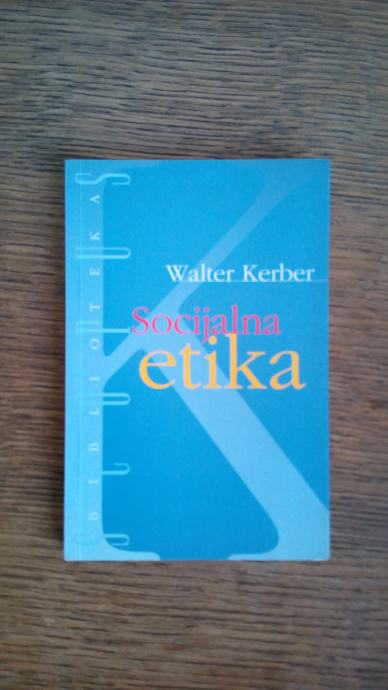 Walter Kerber
Socijalna
etika
BIBLIOTEKA